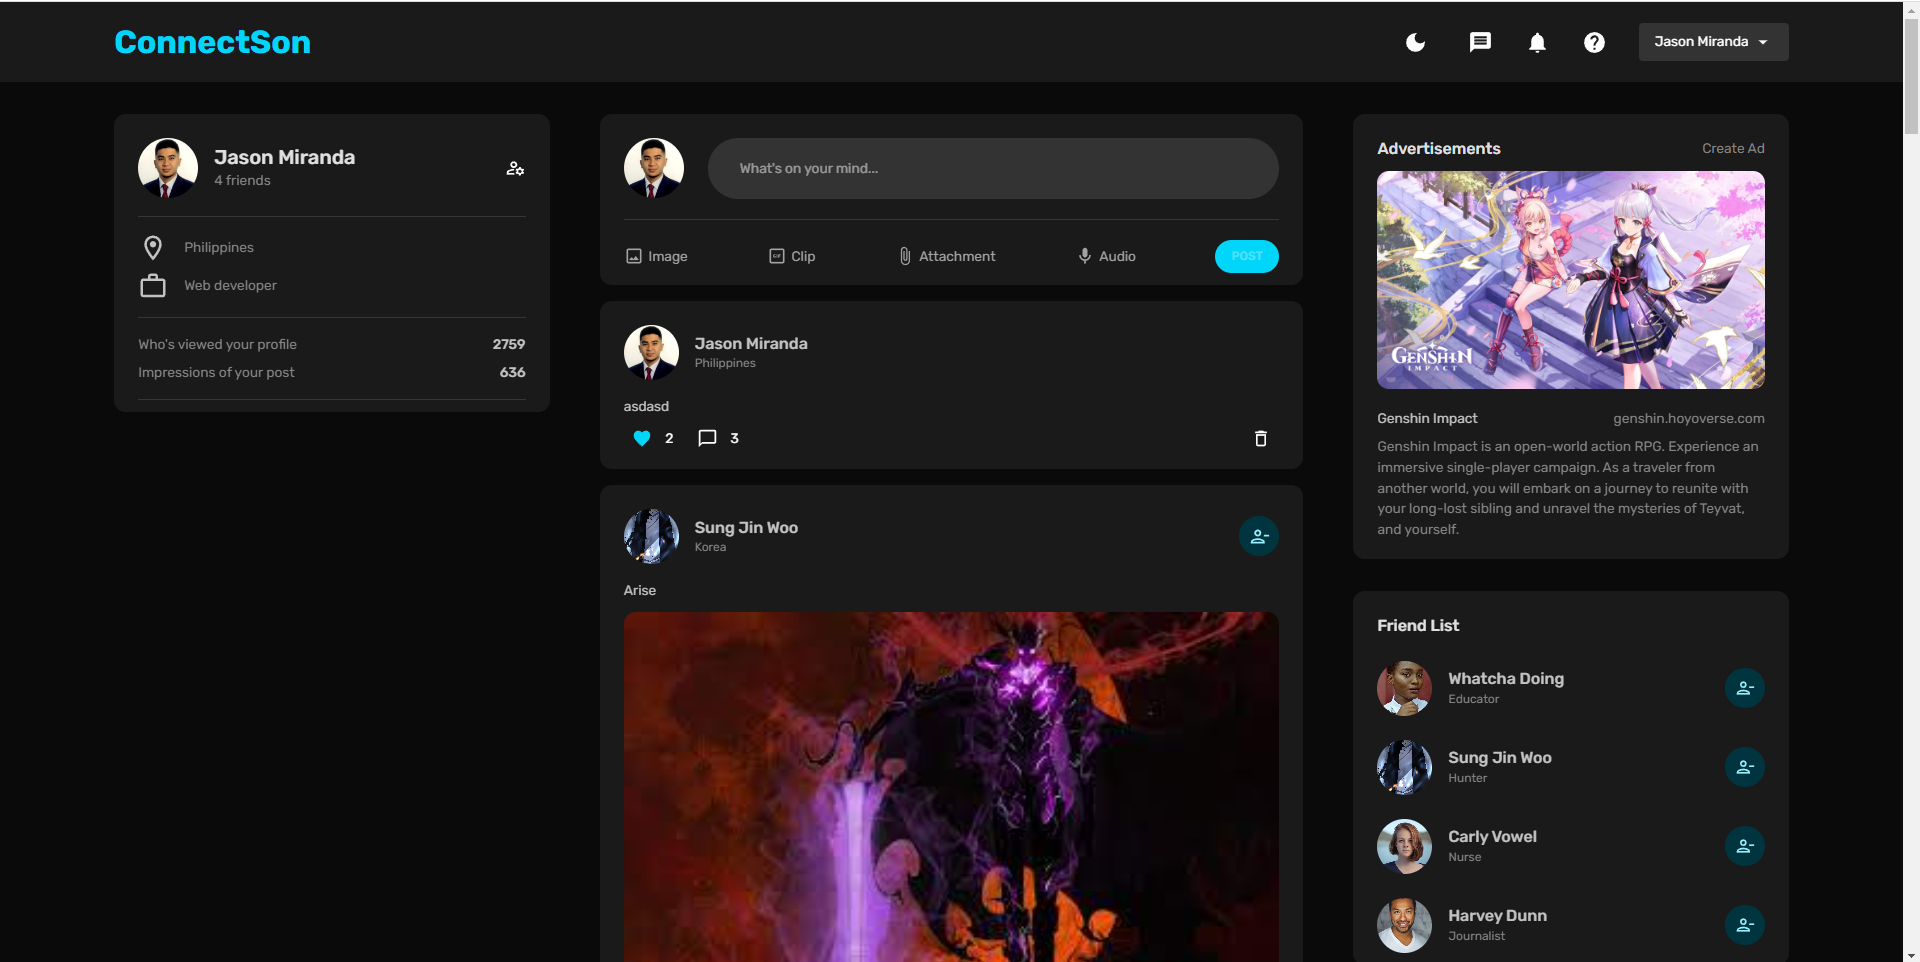 ConnectSon
Jason Miranda
Jason Miranda
4 friends
Philippines
Web developer
Who's viewed your profile 2759
Impressions of your post 636
What's on your mind...
Image
GIF
Clip
Attachment
Audio
POST
Jason Miranda
Philippines
asdasd
2
3
Sung Jin Woo
Korea
Arise
Advertisements
Create Ad
GENSHIN
IMPACT
Genshin Impact
genshin.hoyoverse.com
Genshin Impact is an open-world action RPG. Experience an
immersive single-player campaign. As a traveler from
another world, you will embark on a journey to reunite with
your long-lost sibling and unravel the mysteries of Teyvat,
and yourself.
Friend List
Whatcha Doing
Educator
Sung Jin Woo
Hunter
Carly Vowel
Nurse
Harvey Dunn
Journalist